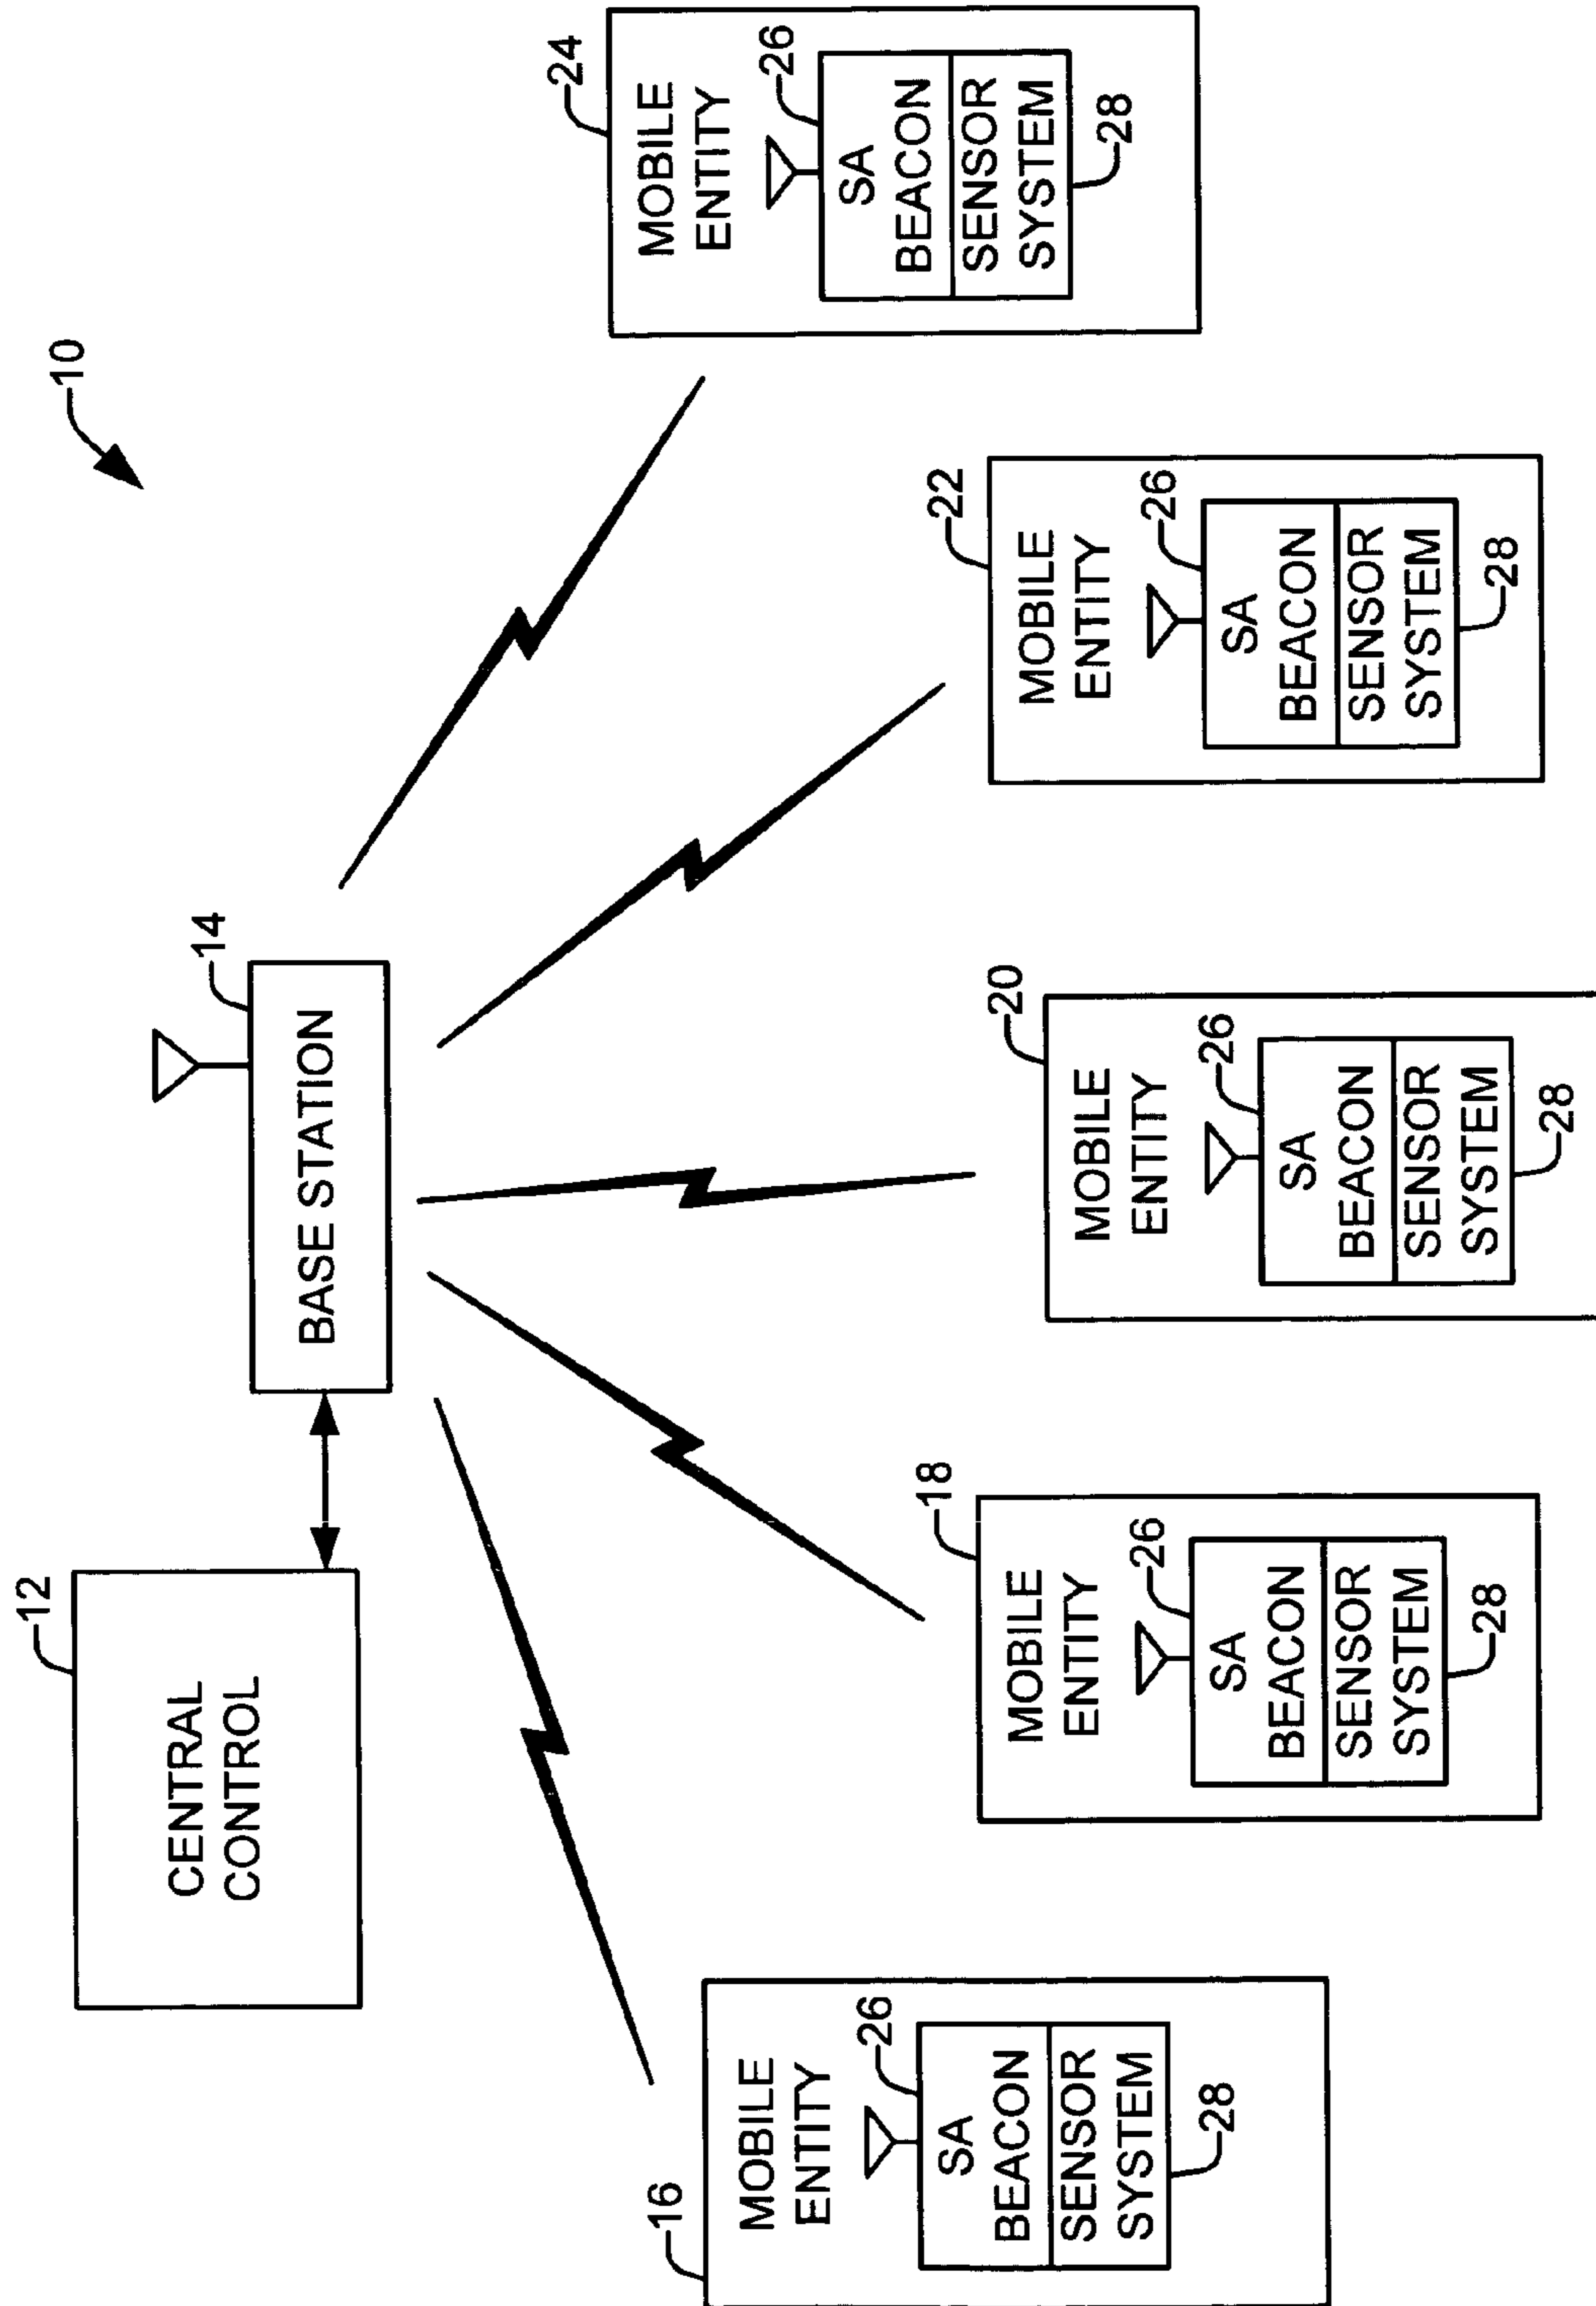 10
12
CENTRAL
CONTROL
14
BASE STATION
16
MOBILE
ENTITY
26
SA
BEACON
SENSOR
SYSTEM
28
18
MOBILE
ENTITY
26
SA
BEACON
SENSOR
SYSTEM
28
20
MOBILE
ENTITY
26
SA
BEACON
SENSOR
SYSTEM
28
22
MOBILE
ENTITY
26
SA
BEACON
SENSOR
SYSTEM
28
24
MOBILE
ENTITY
26
SA
BEACON
SENSOR
SYSTEM
28